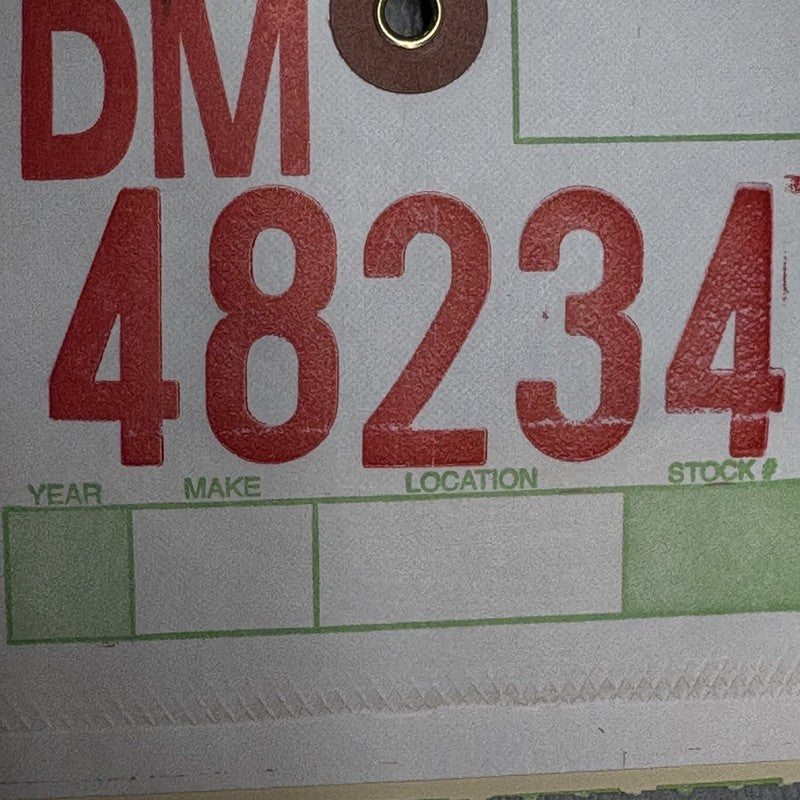 DM
48234
YEAR MAKE LOCATION STOCK #